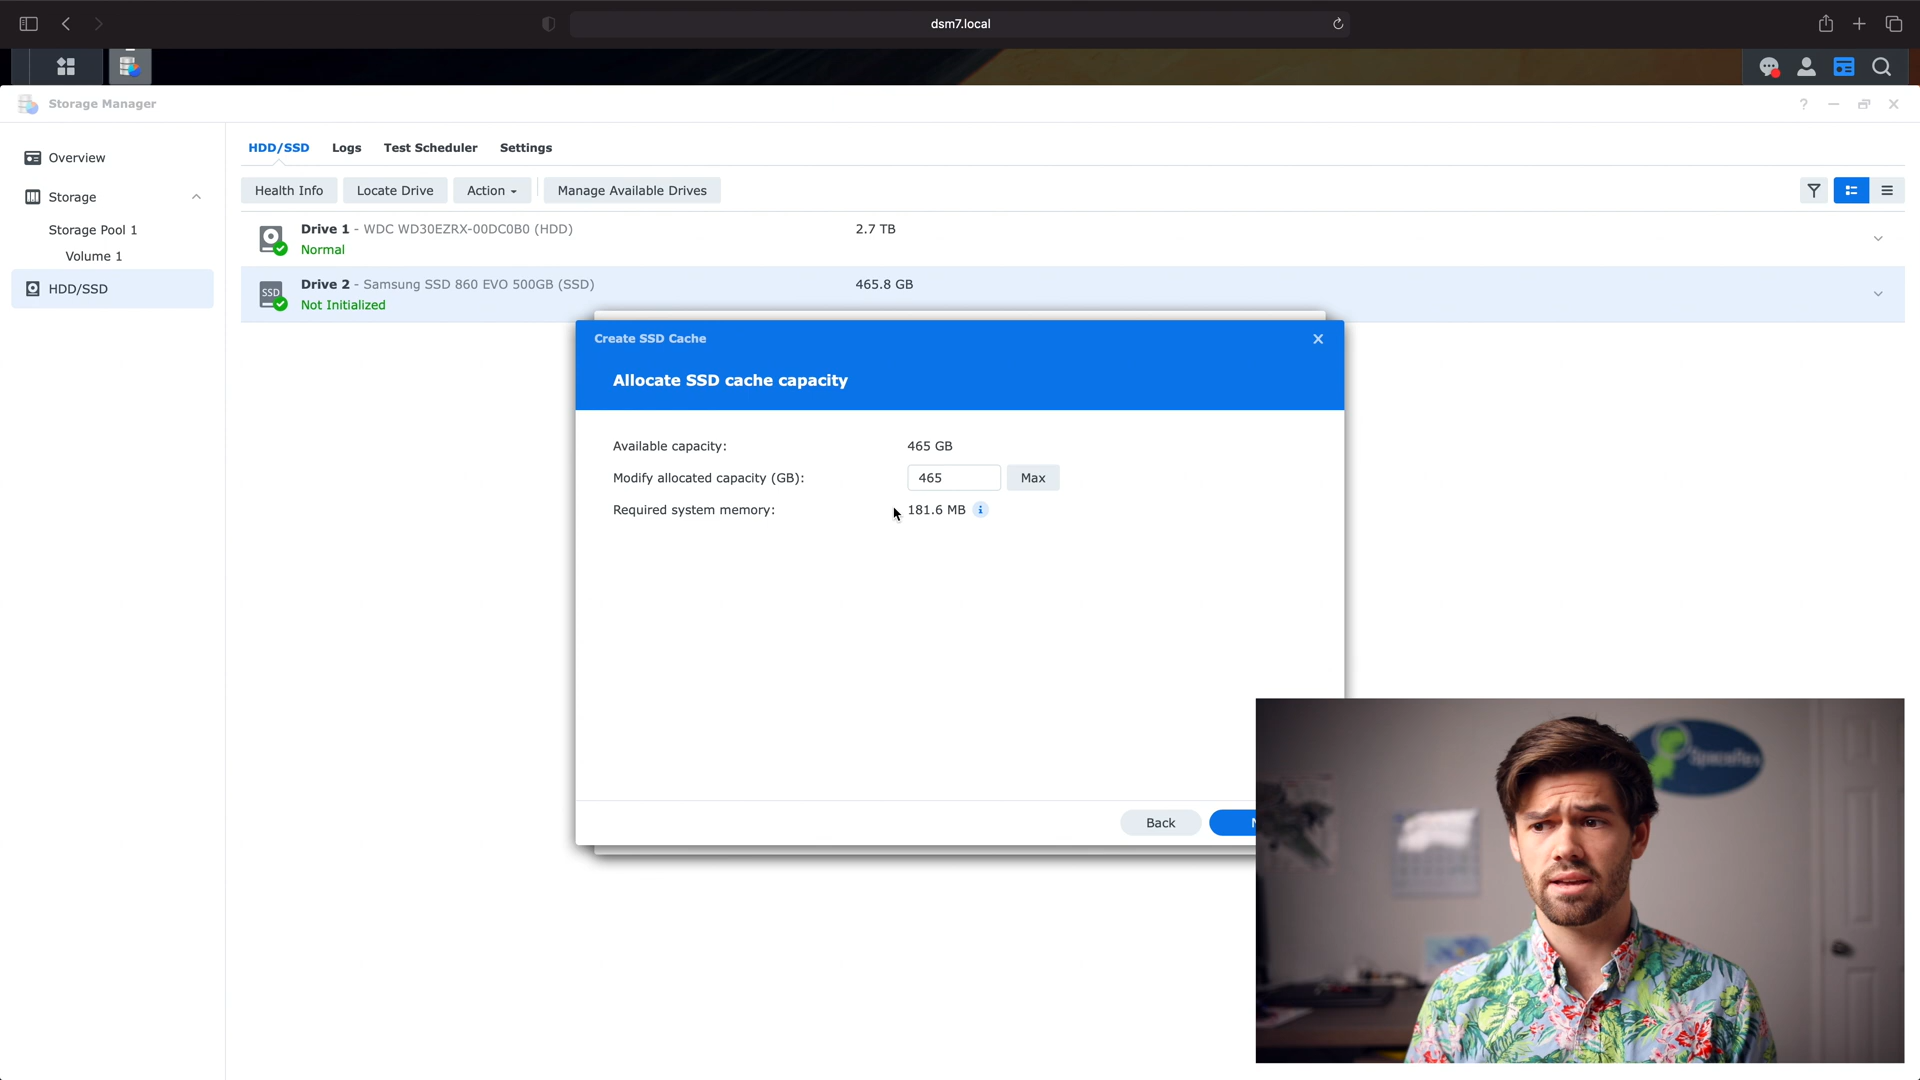 dsm7.local
Storage Manager
?
Overview
Storage
Storage Pool 1
Volume 1
HDD/SSD
HDD/SSD Logs Test Scheduler Settings
Health Info Locate Drive Action Manage Available Drives
Drive 1 - WDC WD30EZRX-00DC0B0 (HDD) 2.7 TB
Normal
SSD Drive 2 - Samsung SSD 860 EVO 500GB (SSD) 465.8 GB
Not Initialized
Create SSD Cache
Allocate SSD cache capacity
Available capacity: 465 GB
Modify allocated capacity (GB): 465 Max
Required system memory: 181.6 MB i
Back
SpaceRex